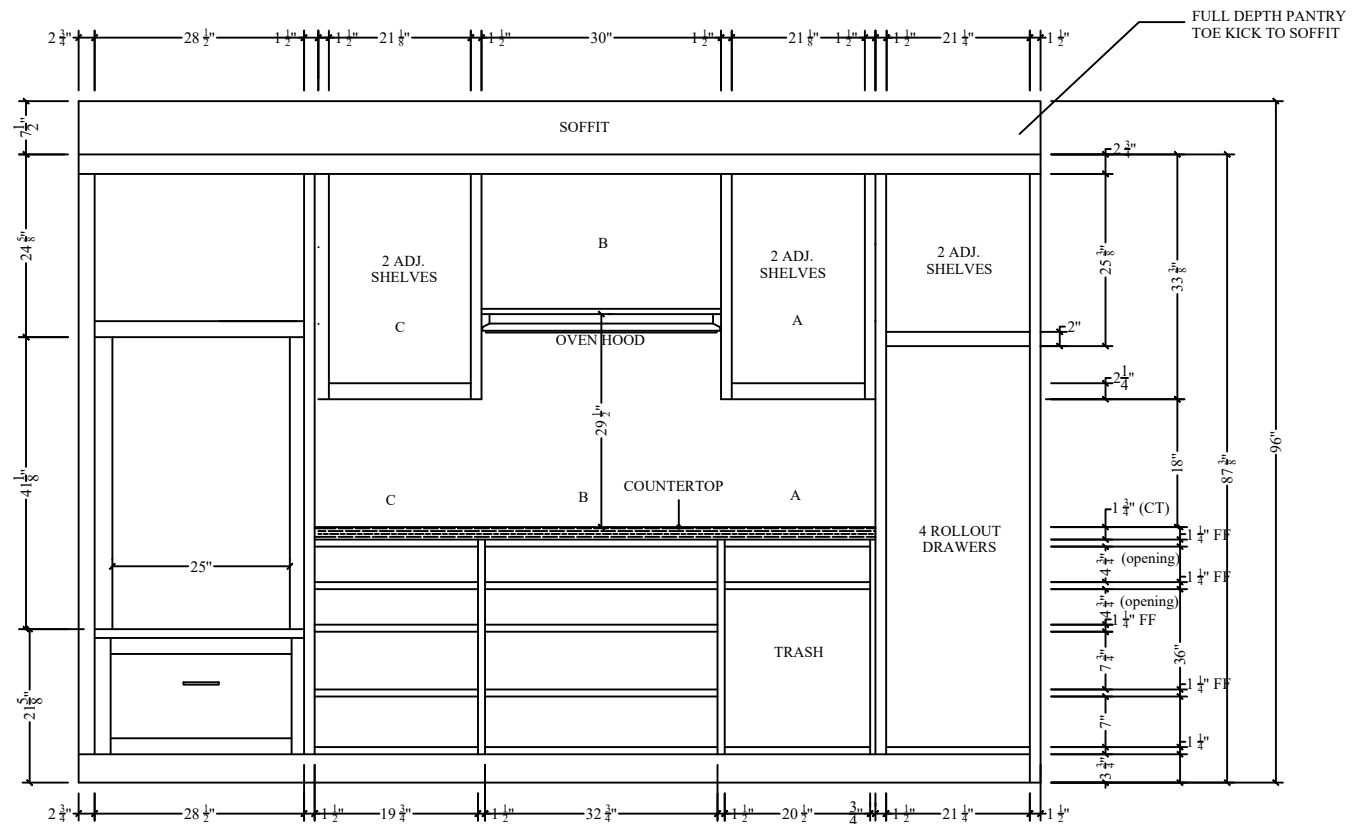 FULL DEPTH PANTRY
TOE KICK TO SOFFIT
2 3/4" 28 1/2" 1 1/2" 1 1/2" 21 1/8" 1 1/2" 30" 1 1/2" 21 1/8" 1 1/2" 1 1/2" 21 1/4" 1 1/2"
7 1/2"
SOFFIT
2 3/4"
24 5/8"
2 ADJ.
SHELVES
C
B
2 ADJ.
SHELVES
A
2 ADJ.
SHELVES
25 3/8"
33 3/8"
OVEN HOOD
2"
2 1/4"
29 1/2"
96"
87 3/8"
18"
41 1/8"
C
B
A
COUNTERTOP
1 3/4" (CT)
1 1/4" FF
4 ROLLOUT
DRAWERS
4 3/4" (opening)
1 1/4" FF
25"
4 3/4" (opening)
1 1/4" FF
TRASH
7 3/4"
36"
1 1/4" FF
21 5/8"
7"
1 1/4"
3 3/4"
2 3/4" 28 1/2" 1 1/2" 19 3/4" 1 1/2" 32 3/4" 1 1/2" 20 1/2" 3/4" 1 1/2" 21 1/4" 1 1/2"